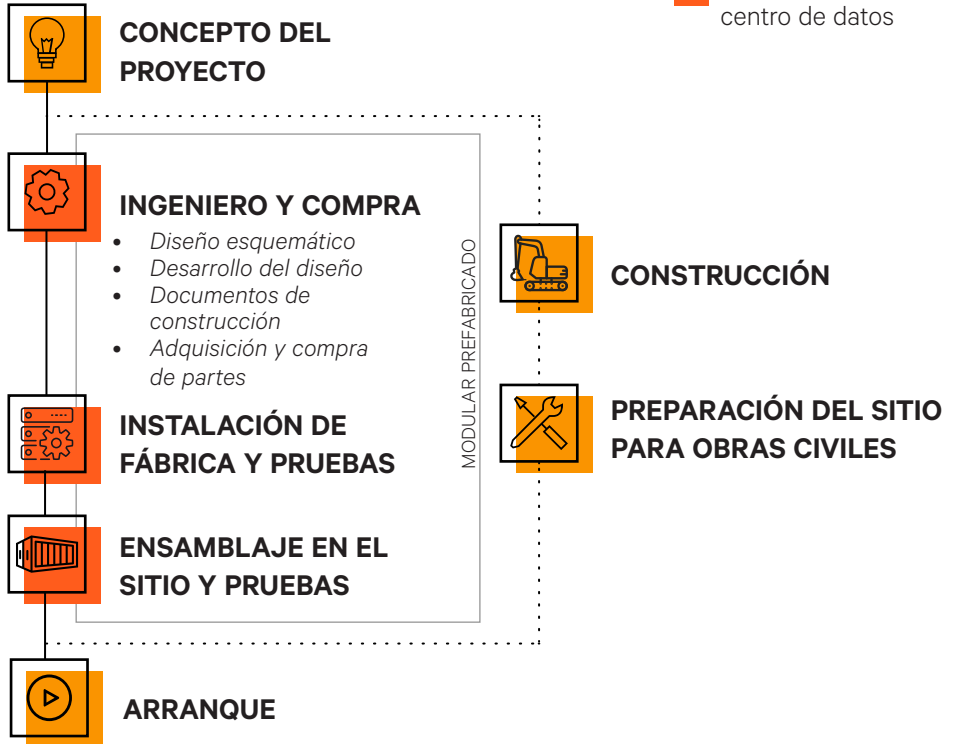 centro de datos
CONCEPTO DEL
PROYECTO
INGENIERO Y COMPRA
• Diseño esquemático
• Desarrollo del diseño
• Documentos de
construcción
• Adquisición y compra
de partes
MODULAR PREFABRICADO
CONSTRUCCIÓN
INSTALACIÓN DE
FÁBRICA Y PRUEBAS
PREPARACIÓN DEL SITIO
PARA OBRAS CIVILES
ENSAMBLAJE EN EL
SITIO Y PRUEBAS
ARRANQUE